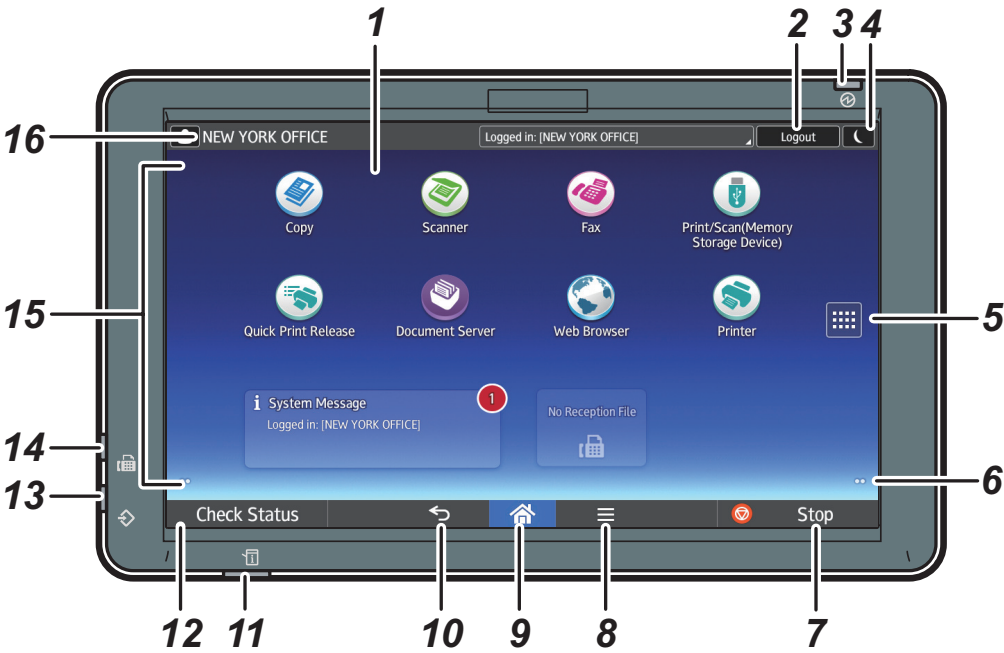 1
2
3
4
16
NEW YORK OFFICE
Logged in: [NEW YORK OFFICE]
Logout
Copy
Scanner
Fax
Print/Scan(Memory
Storage Device)
15
5
Quick Print Release
Document Server
Web Browser
Printer
i System Message
1
Logged in: [NEW YORK OFFICE]
No Reception File
14
13
6
Check Status
Stop
12
11
10
9
8
7